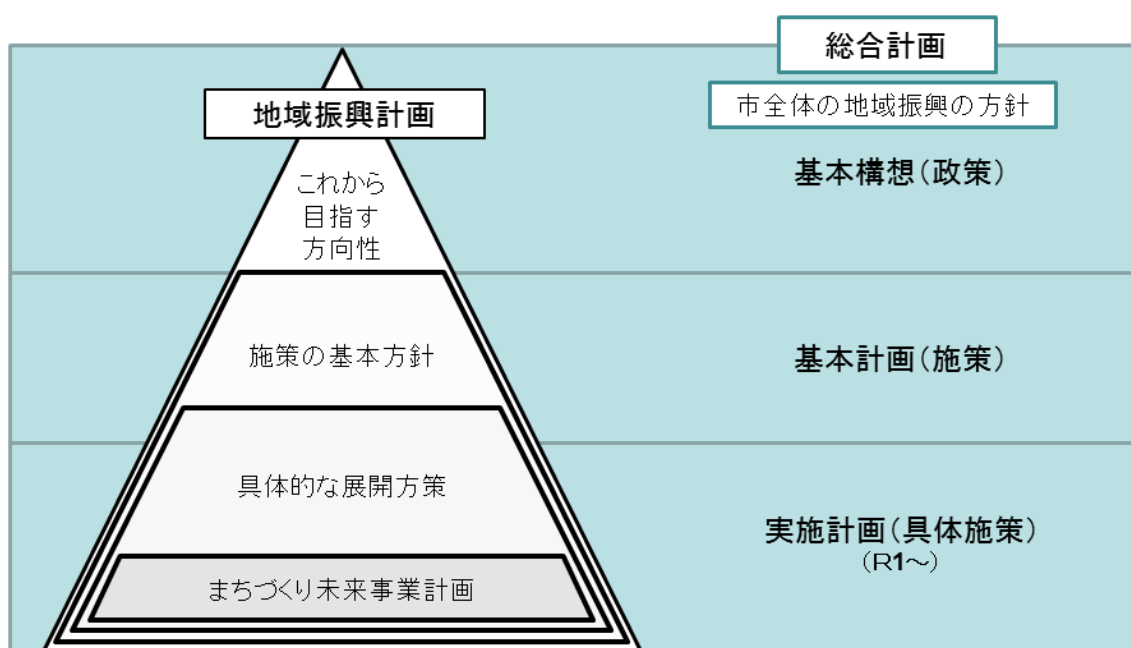 総合計画
市全体の地域振興の方針
地域振興計画
これから
目指す
方向性
基本構想(政策)
施策の基本方針
基本計画(施策)
具体的な展開方策
まちづくり未来事業計画
実施計画(具体施策)
(R1~)